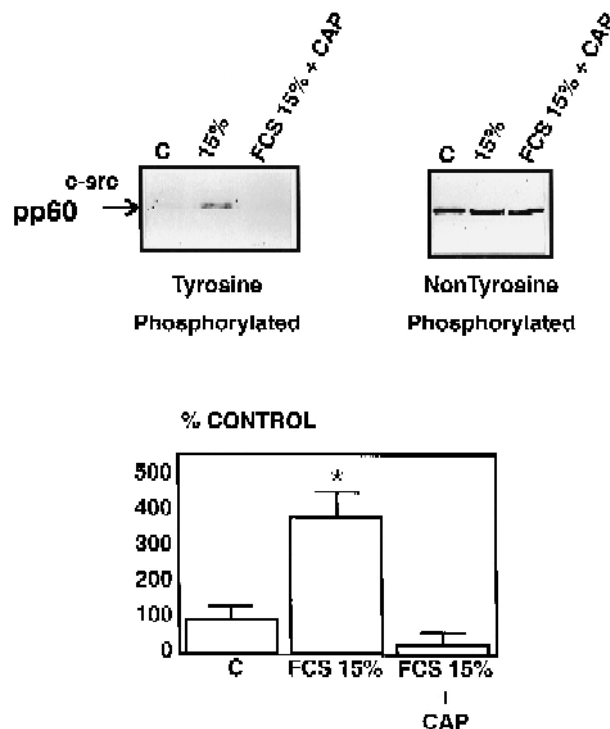 C 15% FCS 15% + CAP
C 15% FCS 15% + CAP
pp60 c-src
Tyrosine
Phosphorylated
NonTyrosine
Phosphorylated
% CONTROL
500
400
300
200
100
0
*
C FCS 15% FCS 15%
CAP